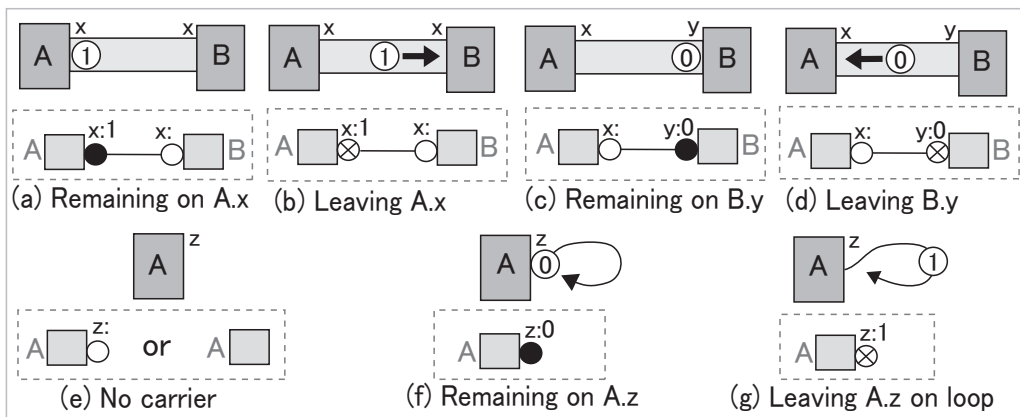 x x x x x y x y
A 1 B A 1 B A 0 B A 0 B
x:1 x: x:1 x: x: y:0 x: y:0
A B A B A B A B
(a) Remaining on A.x (b) Leaving A.x (c) Remaining on B.y (d) Leaving B.y
z z z
A A 0 A 1
z: z:0 z:1
A or A A A
(e) No carrier (f) Remaining on A.z (g) Leaving A.z on loop